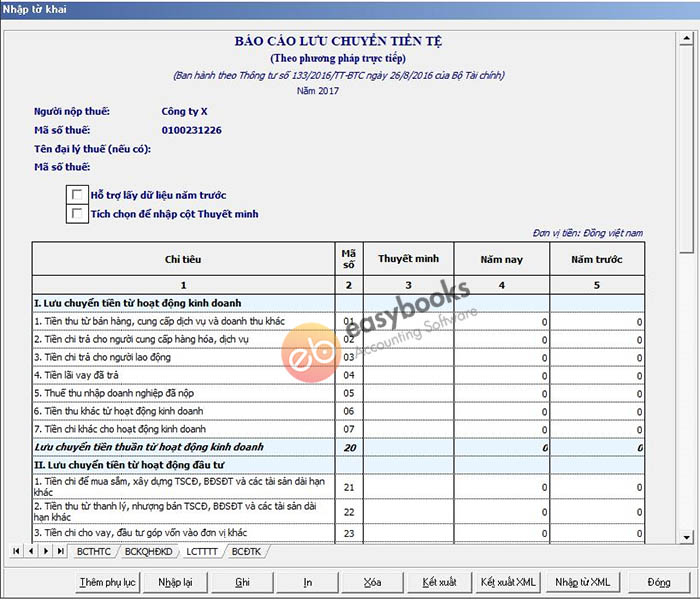 Nhập tờ khai
BÁO CÁO LƯU CHUYỂN TIỀN TỆ
(Theo phương pháp trực tiếp)
(Ban hành theo Thông tư số 133/2016/TT-BTC ngày 26/8/2016 của Bộ Tài chính)
Năm 2017
Người nộp thuế: Công ty X
Mã số thuế: 0100231226
Tên đại lý thuế (nếu có):
Mã số thuế:
Hỗ trợ lấy dữ liệu năm trước
Tích chọn để nhập cột Thuyết minh
Đơn vị tiền: Đồng việt nam
Chỉ tiêu Mã số Thuyết minh Năm nay Năm trước
1 2 3 4 5
I. Lưu chuyển tiền từ hoạt động kinh doanh
1. Tiền thu từ bán hàng, cung cấp dịch vụ và doanh thu khác 01 0 0
2. Tiền chi trả cho người cung cấp hàng hóa, dịch vụ 02 0 0
3. Tiền chi trả cho người lao động 03 0 0
4. Tiền lãi vay đã trả 04 0 0
5. Thuế thu nhập doanh nghiệp đã nộp 05 0 0
6. Tiền thu khác từ hoạt động kinh doanh 06 0 0
7. Tiền chi khác cho hoạt động kinh doanh 07 0 0
Lưu chuyển tiền thuần từ hoạt động kinh doanh 20 0 0
II. Lưu chuyển tiền từ hoạt động đầu tư
1. Tiền chi để mua sắm, xây dựng TSCĐ, BĐSĐT và các tài sản dài hạn
khác 21 0 0
2. Tiền thu từ thanh lý, nhượng bán TSCĐ, BĐSĐT và các tài sản dài
hạn khác 22 0 0
3. Tiền chi cho vay, đầu tư góp vốn vào đơn vị khác 23 0 0
eb easybooks
Accounting Software
BCTHTC BCKQHĐKD LCTTTT BCĐTK
Thêm phụ lục Nhập lại Ghi In Xóa Kết xuất Kết xuất XML Nhập từ XML Đóng